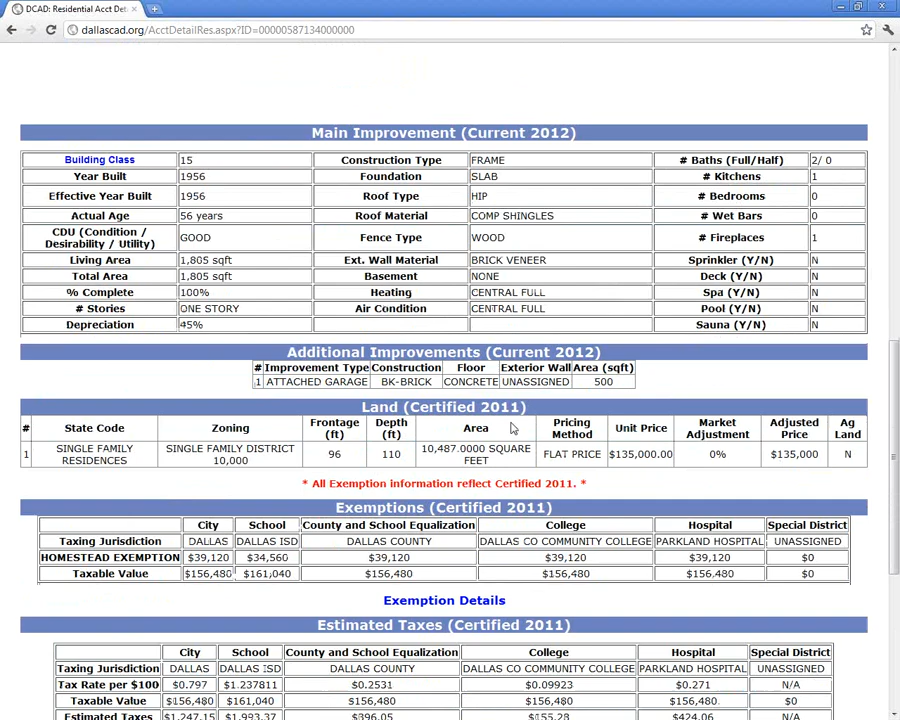 DCAD: Residential Acct Det
dallascad.org/AcctDetailRes.aspx?ID=00000587134000000
Main Improvement (Current 2012)
Building Class 15 Construction Type FRAME # Baths (Full/Half) 2/ 0
Year Built 1956 Foundation SLAB # Kitchens 1
Effective Year Built 1956 Roof Type HIP # Bedrooms 0
Actual Age 56 years Roof Material COMP SHINGLES # Wet Bars 0
CDU (Condition /
Desirability / Utility) GOOD Fence Type WOOD # Fireplaces 1
Living Area 1,805 sqft Ext. Wall Material BRICK VENEER Sprinkler (Y/N) N
Total Area 1,805 sqft Basement NONE Deck (Y/N) N
% Complete 100% Heating CENTRAL FULL Spa (Y/N) N
# Stories ONE STORY Air Condition CENTRAL FULL Pool (Y/N) N
Depreciation 45% Sauna (Y/N) N
Additional Improvements (Current 2012)
# Improvement Type Construction Floor Exterior Wall Area (sqft)
1 ATTACHED GARAGE BK-BRICK CONCRETE UNASSIGNED 500
Land (Certified 2011)
# State Code Zoning Frontage (ft) Depth (ft) Area Pricing Method Unit Price Market Adjustment Adjusted Price Ag Land
1 SINGLE FAMILY RESIDENCES SINGLE FAMILY DISTRICT 10,000 96 110 10,487.0000 SQUARE FEET FLAT PRICE $135,000.00 0% $135,000 N
* All Exemption information reflect Certified 2011. *
Exemptions (Certified 2011)
City School County and School Equalization College Hospital Special District
Taxing Jurisdiction DALLAS DALLAS ISD DALLAS COUNTY DALLAS CO COMMUNITY COLLEGE PARKLAND HOSPITAL UNASSIGNED
HOMESTEAD EXEMPTION $39,120 $34,560 $39,120 $39,120 $39,120 $0
Taxable Value $156,480 $161,040 $156,480 $156,480 $156,480 $0
Exemption Details
Estimated Taxes (Certified 2011)
City School County and School Equalization College Hospital Special District
Taxing Jurisdiction DALLAS DALLAS ISD DALLAS COUNTY DALLAS CO COMMUNITY COLLEGE PARKLAND HOSPITAL UNASSIGNED
Tax Rate per $100 $0.797 $1.237811 $0.2531 $0.09923 $0.271 N/A
Taxable Value $156,480 $161,040 $156,480 $156,480 $156,480 $0
Estimated Taxes $1,247.15 $1,993.37 $396.05 $155.28 $424.06 N/A